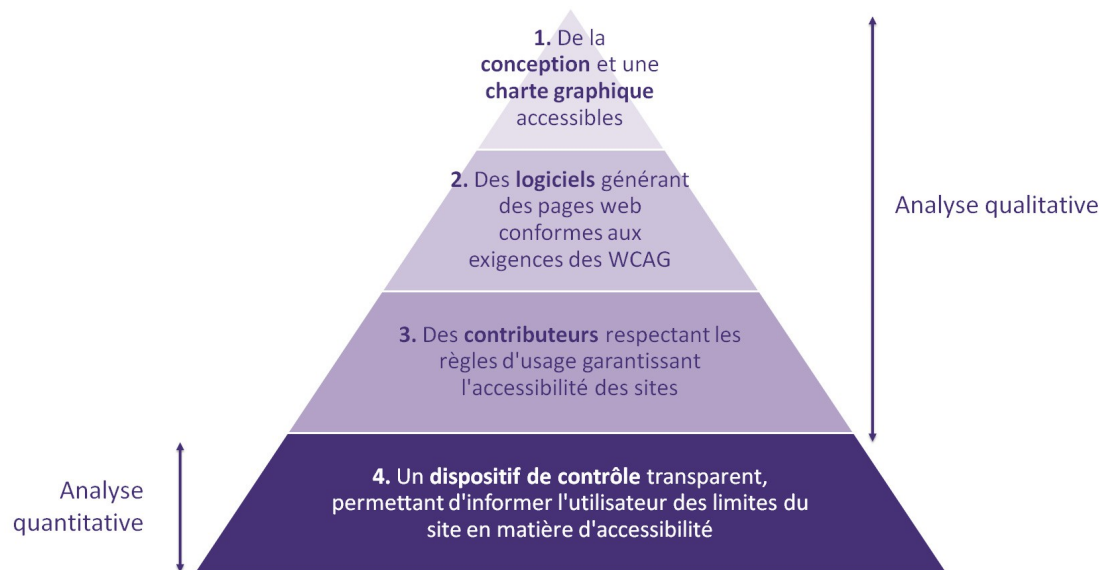 1. De la
conception et une
charte graphique
accessibles
2. Des logiciels générant
des pages web
conformes aux
exigences des WCAG
Analyse qualitative
3. Des contributeurs respectant les
règles d'usage garantissant
l'accessibilité des sites
Analyse
quantitative
4. Un dispositif de contrôle transparent,
permettant d'informer l'utilisateur des limites du
site en matière d'accessibilité